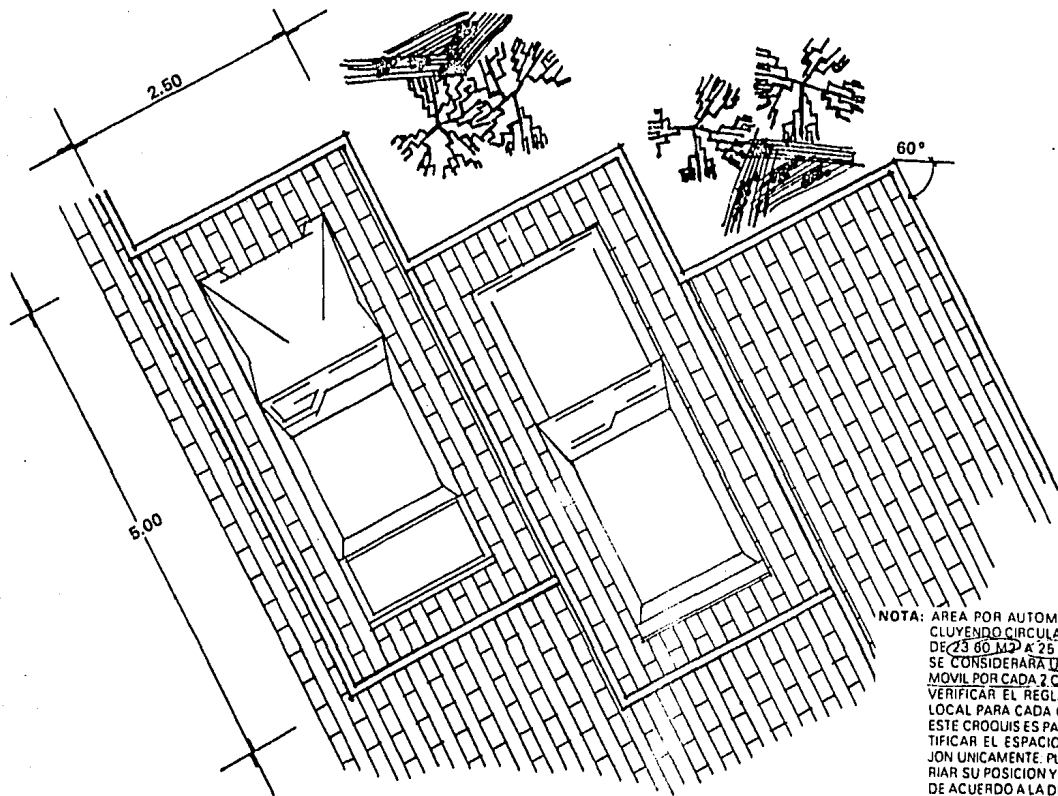 2.50
60°
5.00
NOTA: AREA POR AUTOM
CLUYENDO CIRCULA
DE 23 60 M2 A 25
SE CONSIDERARA U
MOVIL POR CADA 2 C
VERIFICAR EL REGL
LOCAL PARA CADA
ESTE CROQUIS ES PA
TIFICAR EL ESPACIO
JON UNICAMENTE. PU
RIAR SU POSICION Y
DE ACUERDO A LA D